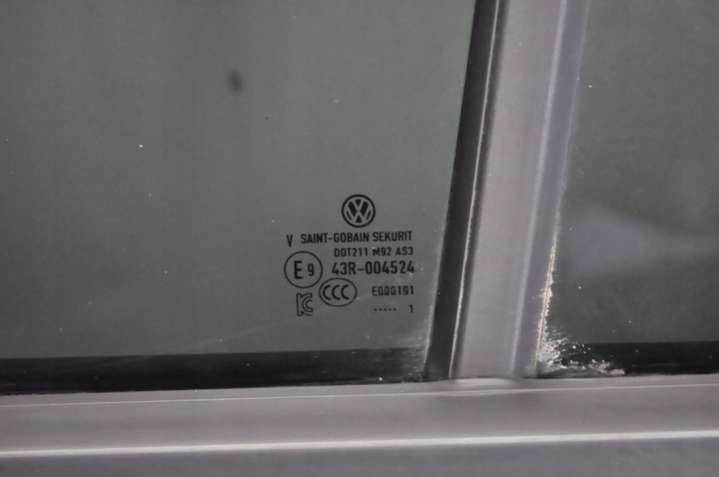 V SAINT-GOBAIN SEKURIT
DOT211 M92 AS3
E9 43R-004524
CCC E000191
..... 1